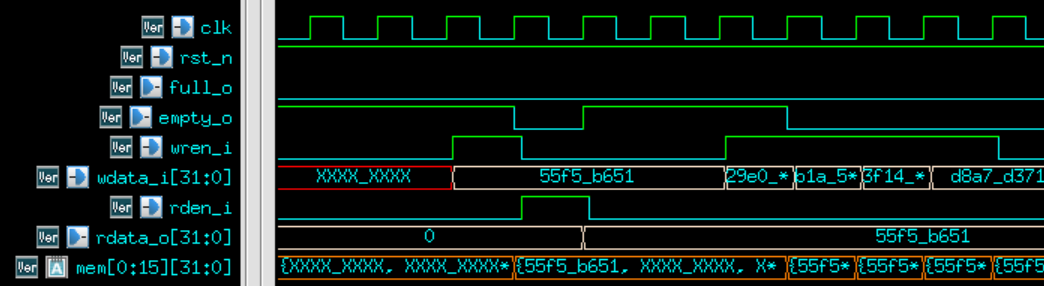 Ver clk
Ver rst_n
Ver full_o
Ver empty_o
Ver wren_i
Ver wdata_i[31:0] XXXX_XXXX 55f5_b651 29e0_* b1a_5* 3f14_* d8a7_d371
Ver rden_i
Ver rdata_o[31:0] 0 55f5_b651
Ver A mem[0:15][31:0] {XXXX_XXXX, XXXX_XXXX* {55f5_b651, XXXX_XXXX, X* {55f5* {55f5* {55f5* {55f5